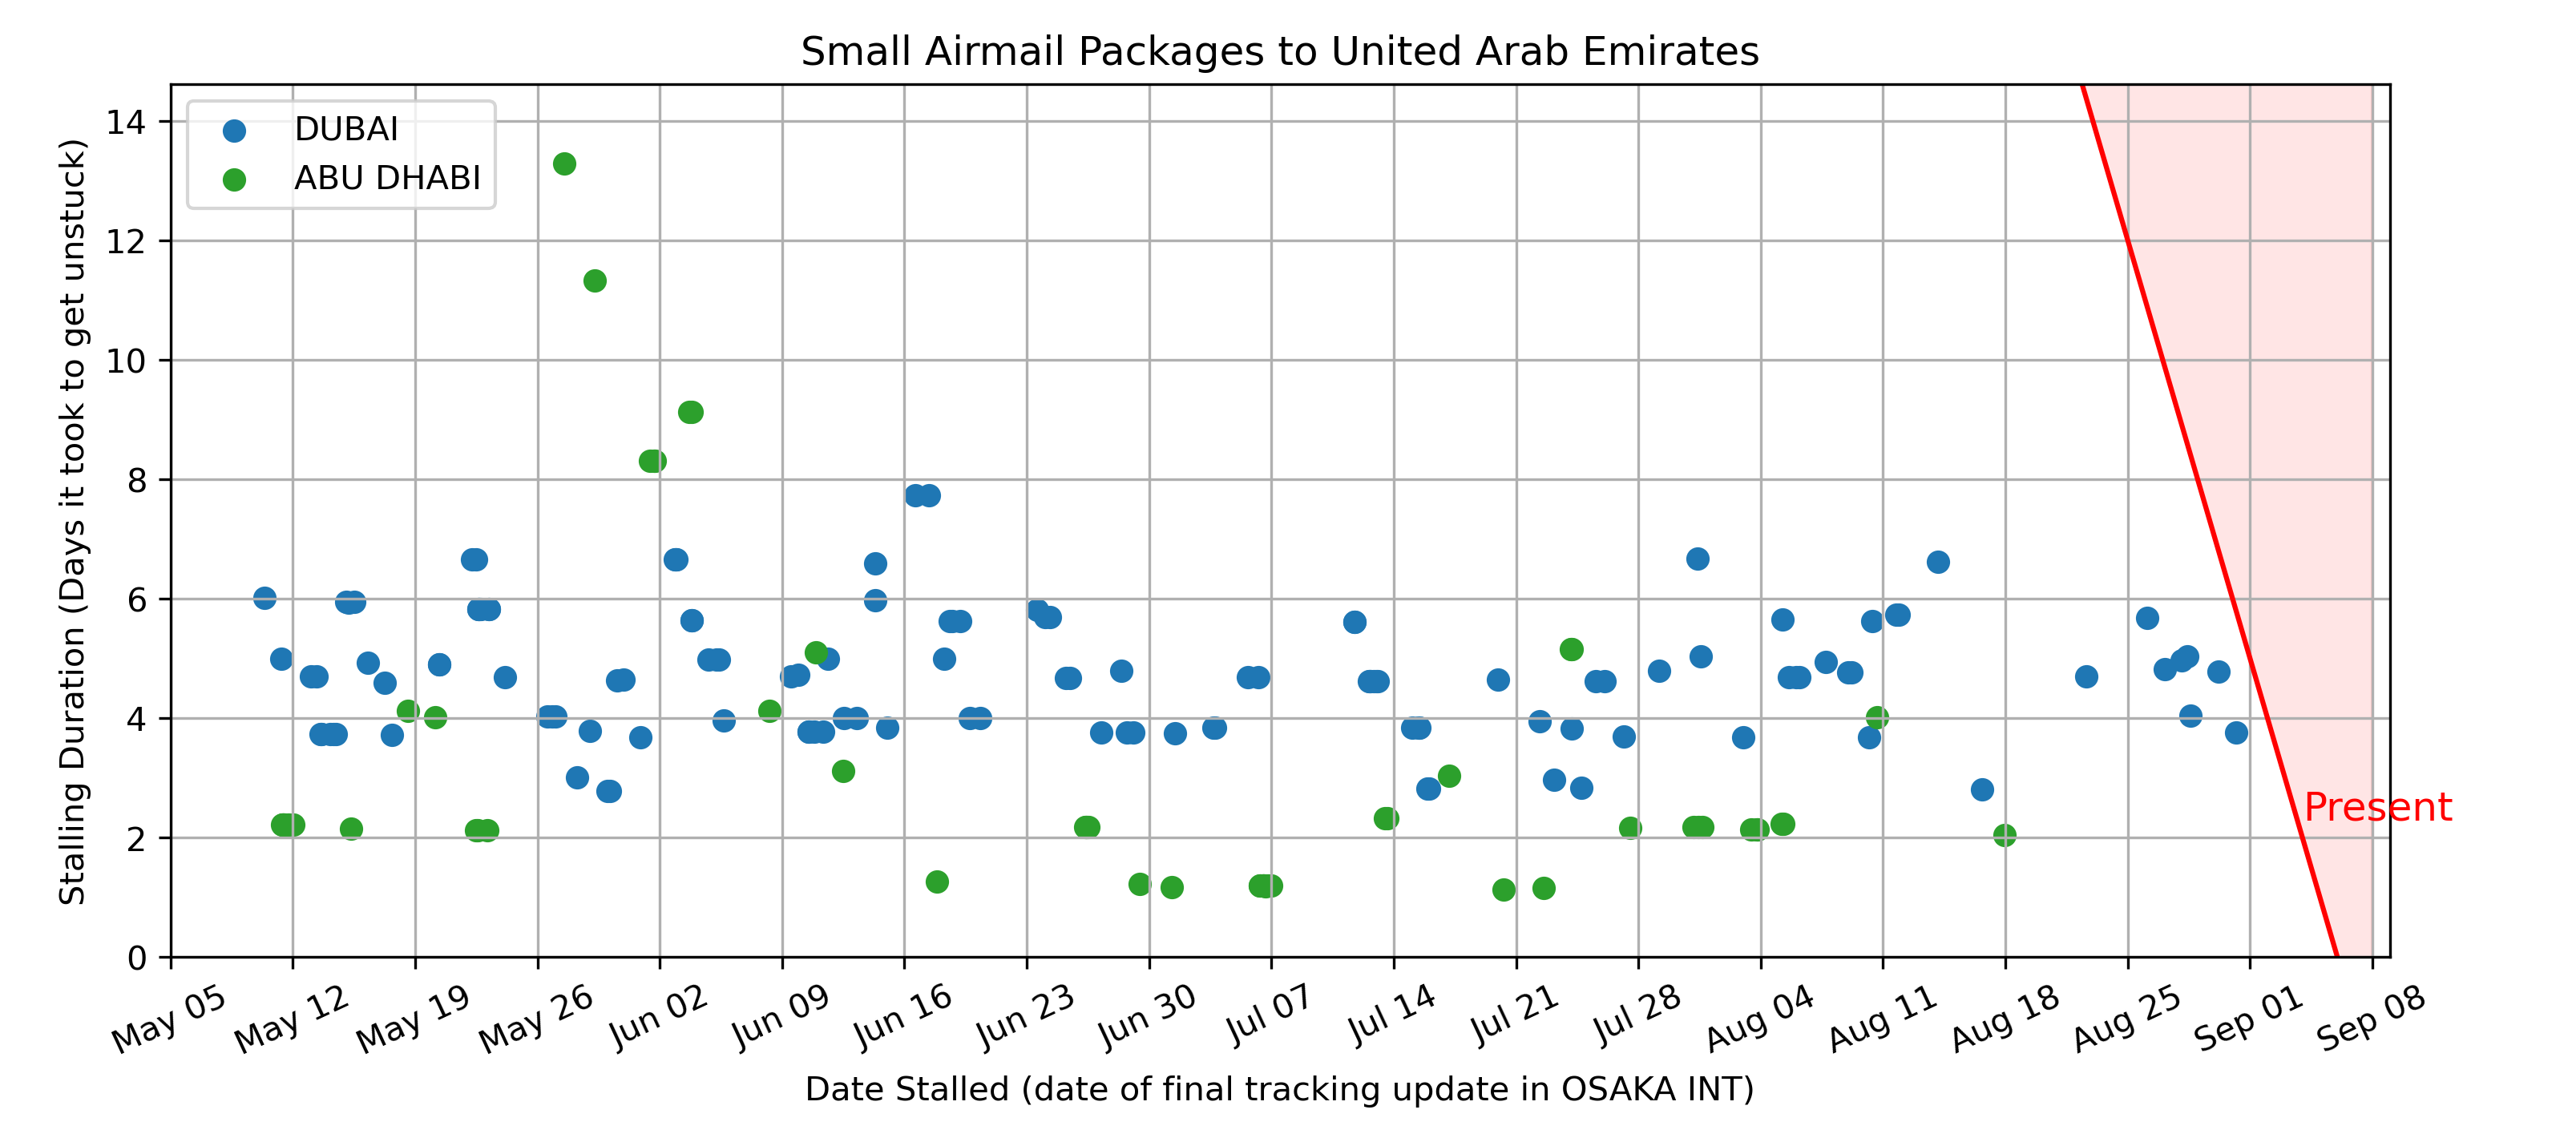 Small Airmail Packages to United Arab Emirates
DUBAI
ABU DHABI
Stalling Duration (Days it took to get unstuck)
14
12
10
8
6
4
2
0
Present
May 05
May 12
May 19
May 26
Jun 02
Jun 09
Jun 16
Jun 23
Jun 30
Jul 07
Jul 14
Jul 21
Jul 28
Aug 04
Aug 11
Aug 18
Aug 25
Sep 01
Sep 08
Date Stalled (date of final tracking update in OSAKA INT)